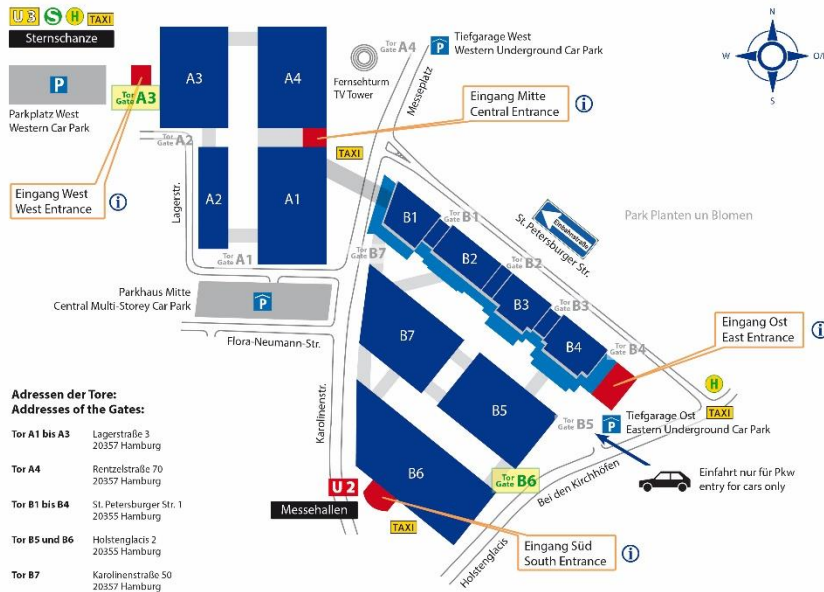 U3 S H TAXI
Sternschanze
P
Parkplatz West
Western Car Park
Tor
Gate A3
A3
A4
Tor
Gate A2
Eingang West
West Entrance
i
Lagerstr.
A2
A1
Tor
Gate A1
Fernsehturm
TV Tower
Tor
Gate A4
Messeplatz
P
Tiefgarage West
Western Underground Car Park
Eingang Mitte
Central Entrance
i
TAXI
N
W
O/E
S
Parkhaus Mitte
Central Multi-Storey Car Park
P
Flora-Neumann-Str.
Karolinenstr.
B1
Tor
Gate B1
B2
Tor
Gate B2
B3
Tor
Gate B3
B4
Tor
Gate B4
Tor
Gate B7
B7
B5
B6
Einbahnstraße
St. Petersburger Str.
Park Planten un Blomen
Eingang Ost
East Entrance
i
H
TAXI
Tor
Gate B5
P
Tiefgarage Ost
Eastern Underground Car Park
Einfahrt nur für Pkw
entry for cars only
Tor
Gate B6
Bei den Kirchhöfen
Holstenglacis
U2
Messehallen
TAXI
Eingang Süd
South Entrance
i
Adressen der Tore:
Addresses of the Gates:
Tor A1 bis A3 Lagerstraße 3
20357 Hamburg
Tor A4 Rentzelstraße 70
20357 Hamburg
Tor B1 bis B4 St. Petersburger Str. 1
20355 Hamburg
Tor B5 und B6 Holstenglacis 2
20355 Hamburg
Tor B7 Karolinenstraße 50
20357 Hamburg